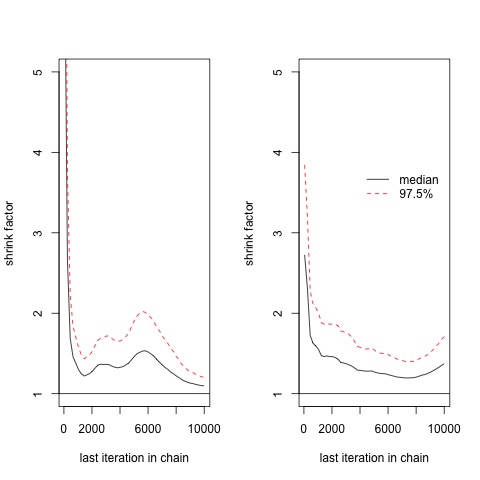 shrink factor
5
4
3
2
1
0 2000 6000 10000
last iteration in chain
shrink factor
5
4
3
2
1
median
97.5%
0 2000 6000 10000
last iteration in chain